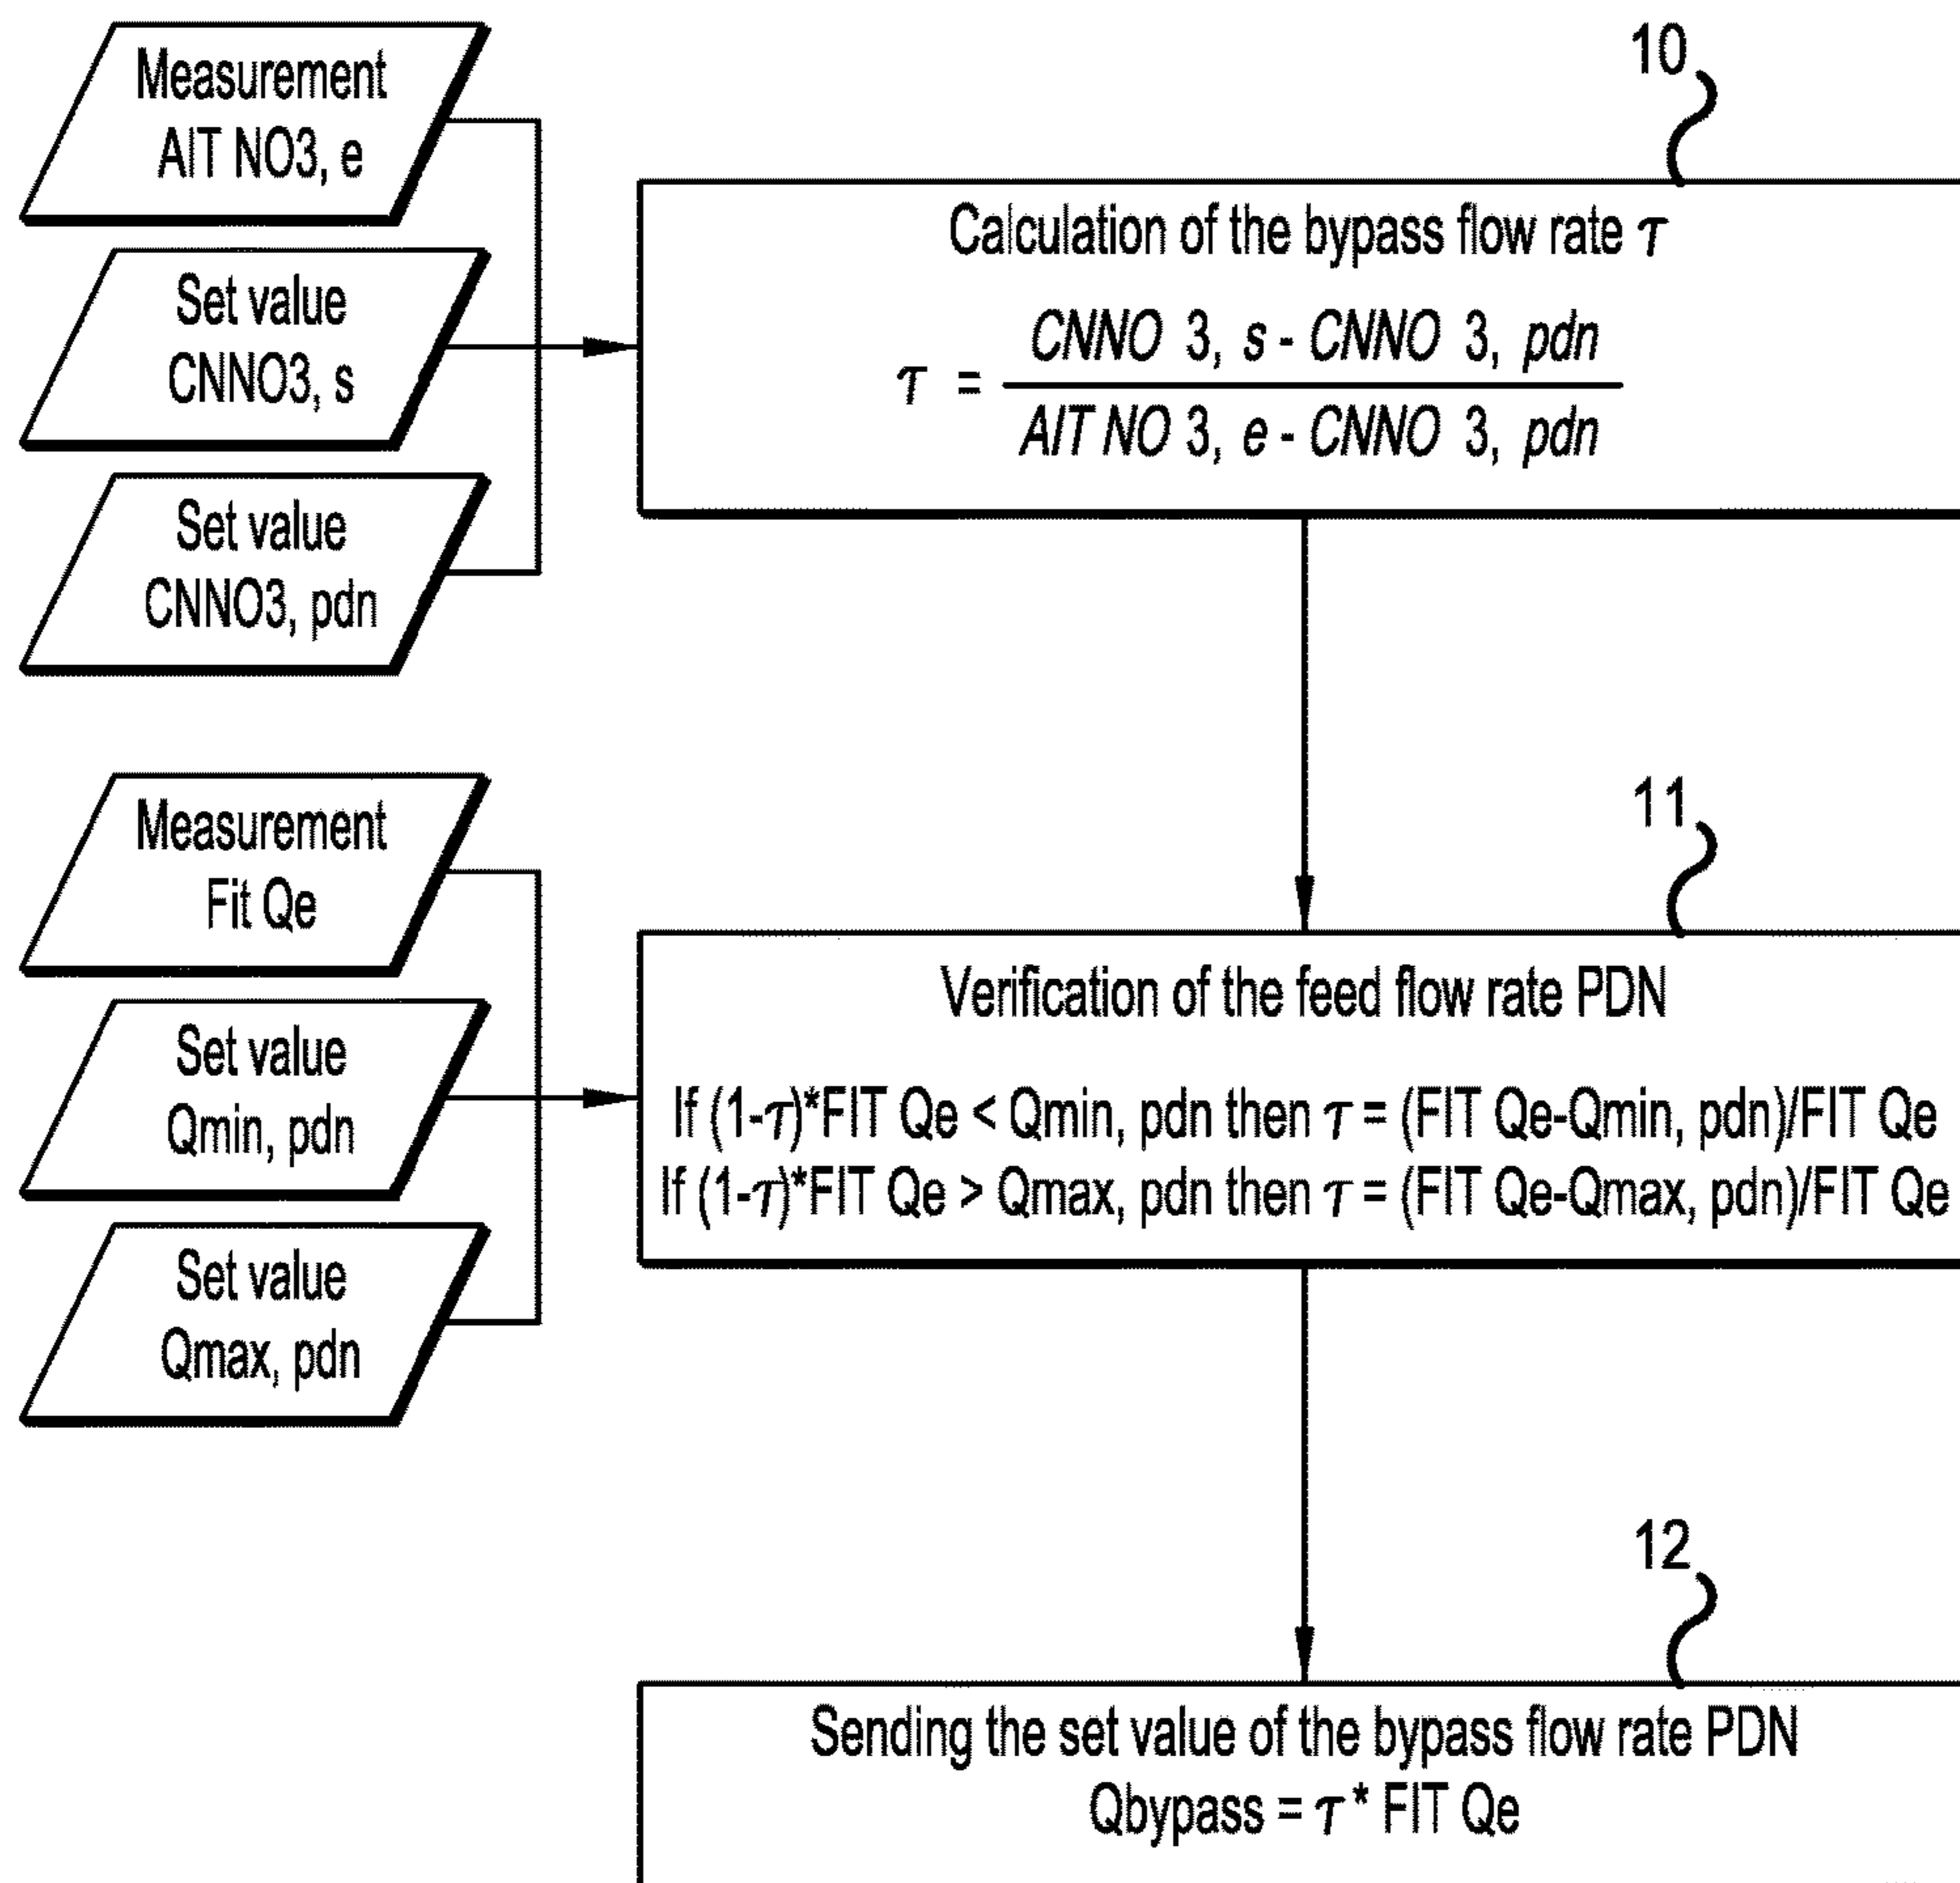 Measurement
AIT NO3, e
Set value
CNNO3, s
Set value
CNNO3, pdn
10
Calculation of the bypass flow rate τ
τ = CNNO 3, s - CNNO 3, pdn
AIT NO 3, e - CNNO 3, pdn
Measurement
Fit Qe
Set value
Qmin, pdn
Set value
Qmax, pdn
11
Verification of the feed flow rate PDN
If (1-τ)*FIT Qe < Qmin, pdn then τ = (FIT Qe-Qmin, pdn)/FIT Qe
If (1-τ)*FIT Qe > Qmax, pdn then τ = (FIT Qe-Qmax, pdn)/FIT Qe
12
Sending the set value of the bypass flow rate PDN
Qbypass = τ* FIT Qe